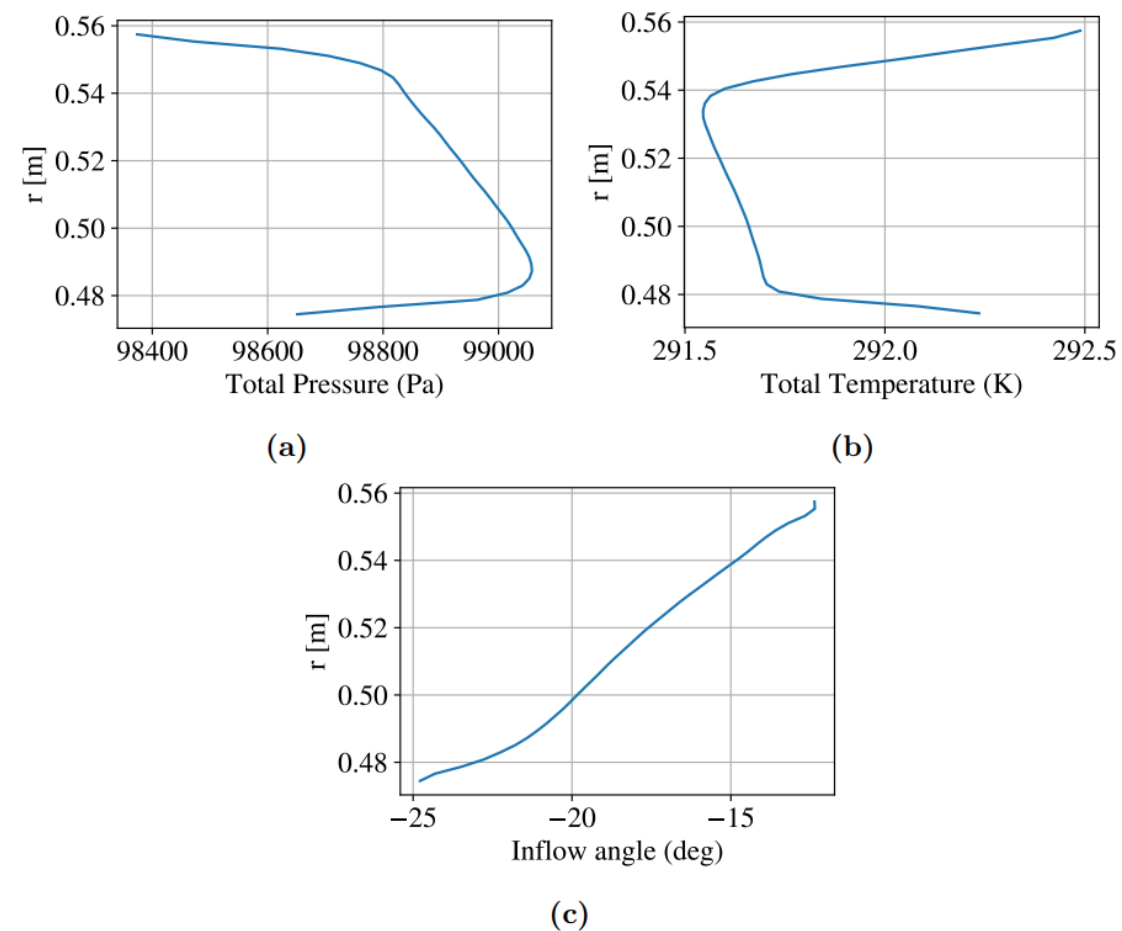 0.56
0.54
0.52
0.50
0.48
r [m]
98400 98600 98800 99000
Total Pressure (Pa)
(a)
0.56
0.54
0.52
0.50
0.48
r [m]
291.5 292.0 292.5
Total Temperature (K)
(b)
0.56
0.54
0.52
0.50
0.48
r [m]
−25 −20 −15
Inflow angle (deg)
(c)